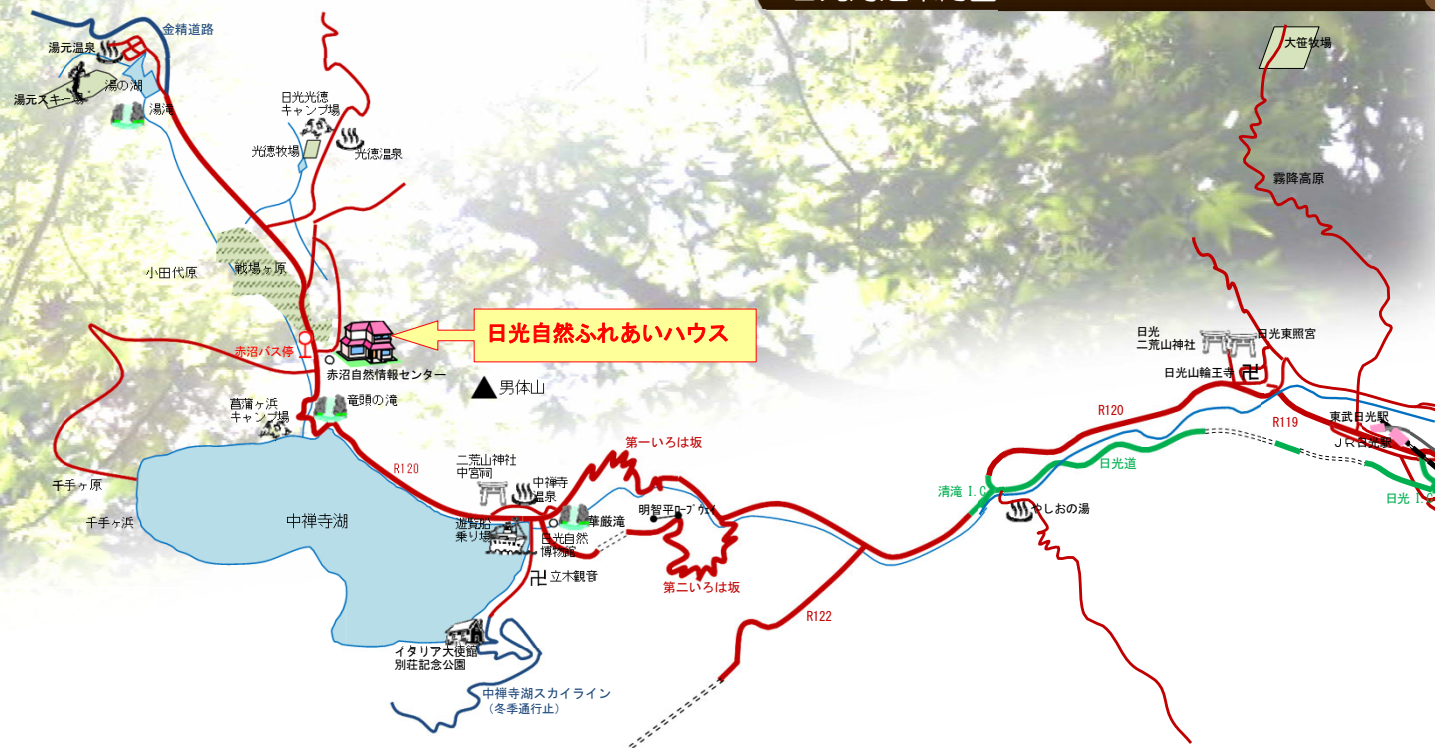 金精道路
湯元温泉
湯の湖
湯元スキー場
湯滝
日光光徳
キャンプ場
光徳牧場
光徳温泉
大笹牧場
霧降高原
小田代原
戦場ヶ原
日光自然ふれあいハウス
赤沼バス停
赤沼自然情報センター
男体山
菖蒲ヶ浜
キャンプ場
竜頭の滝
日光
二荒山神社
日光東照宮
日光山輪王寺
R120
R119
東武日光駅
JR日光駅
日光道
清滝 I.C
日光 I.C
やしおの湯
第一いろは坂
R120
二荒山神社
中宮祠
中禅寺
温泉
千手ヶ原
千手ヶ浜
中禅寺湖
遊覧船
乗り場
華厳滝
明智平ロープウェイ
日光自然
博物館
立木観音
第二いろは坂
R122
イタリア大使館
別荘記念公園
中禅寺湖スカイライン
(冬季通行止)